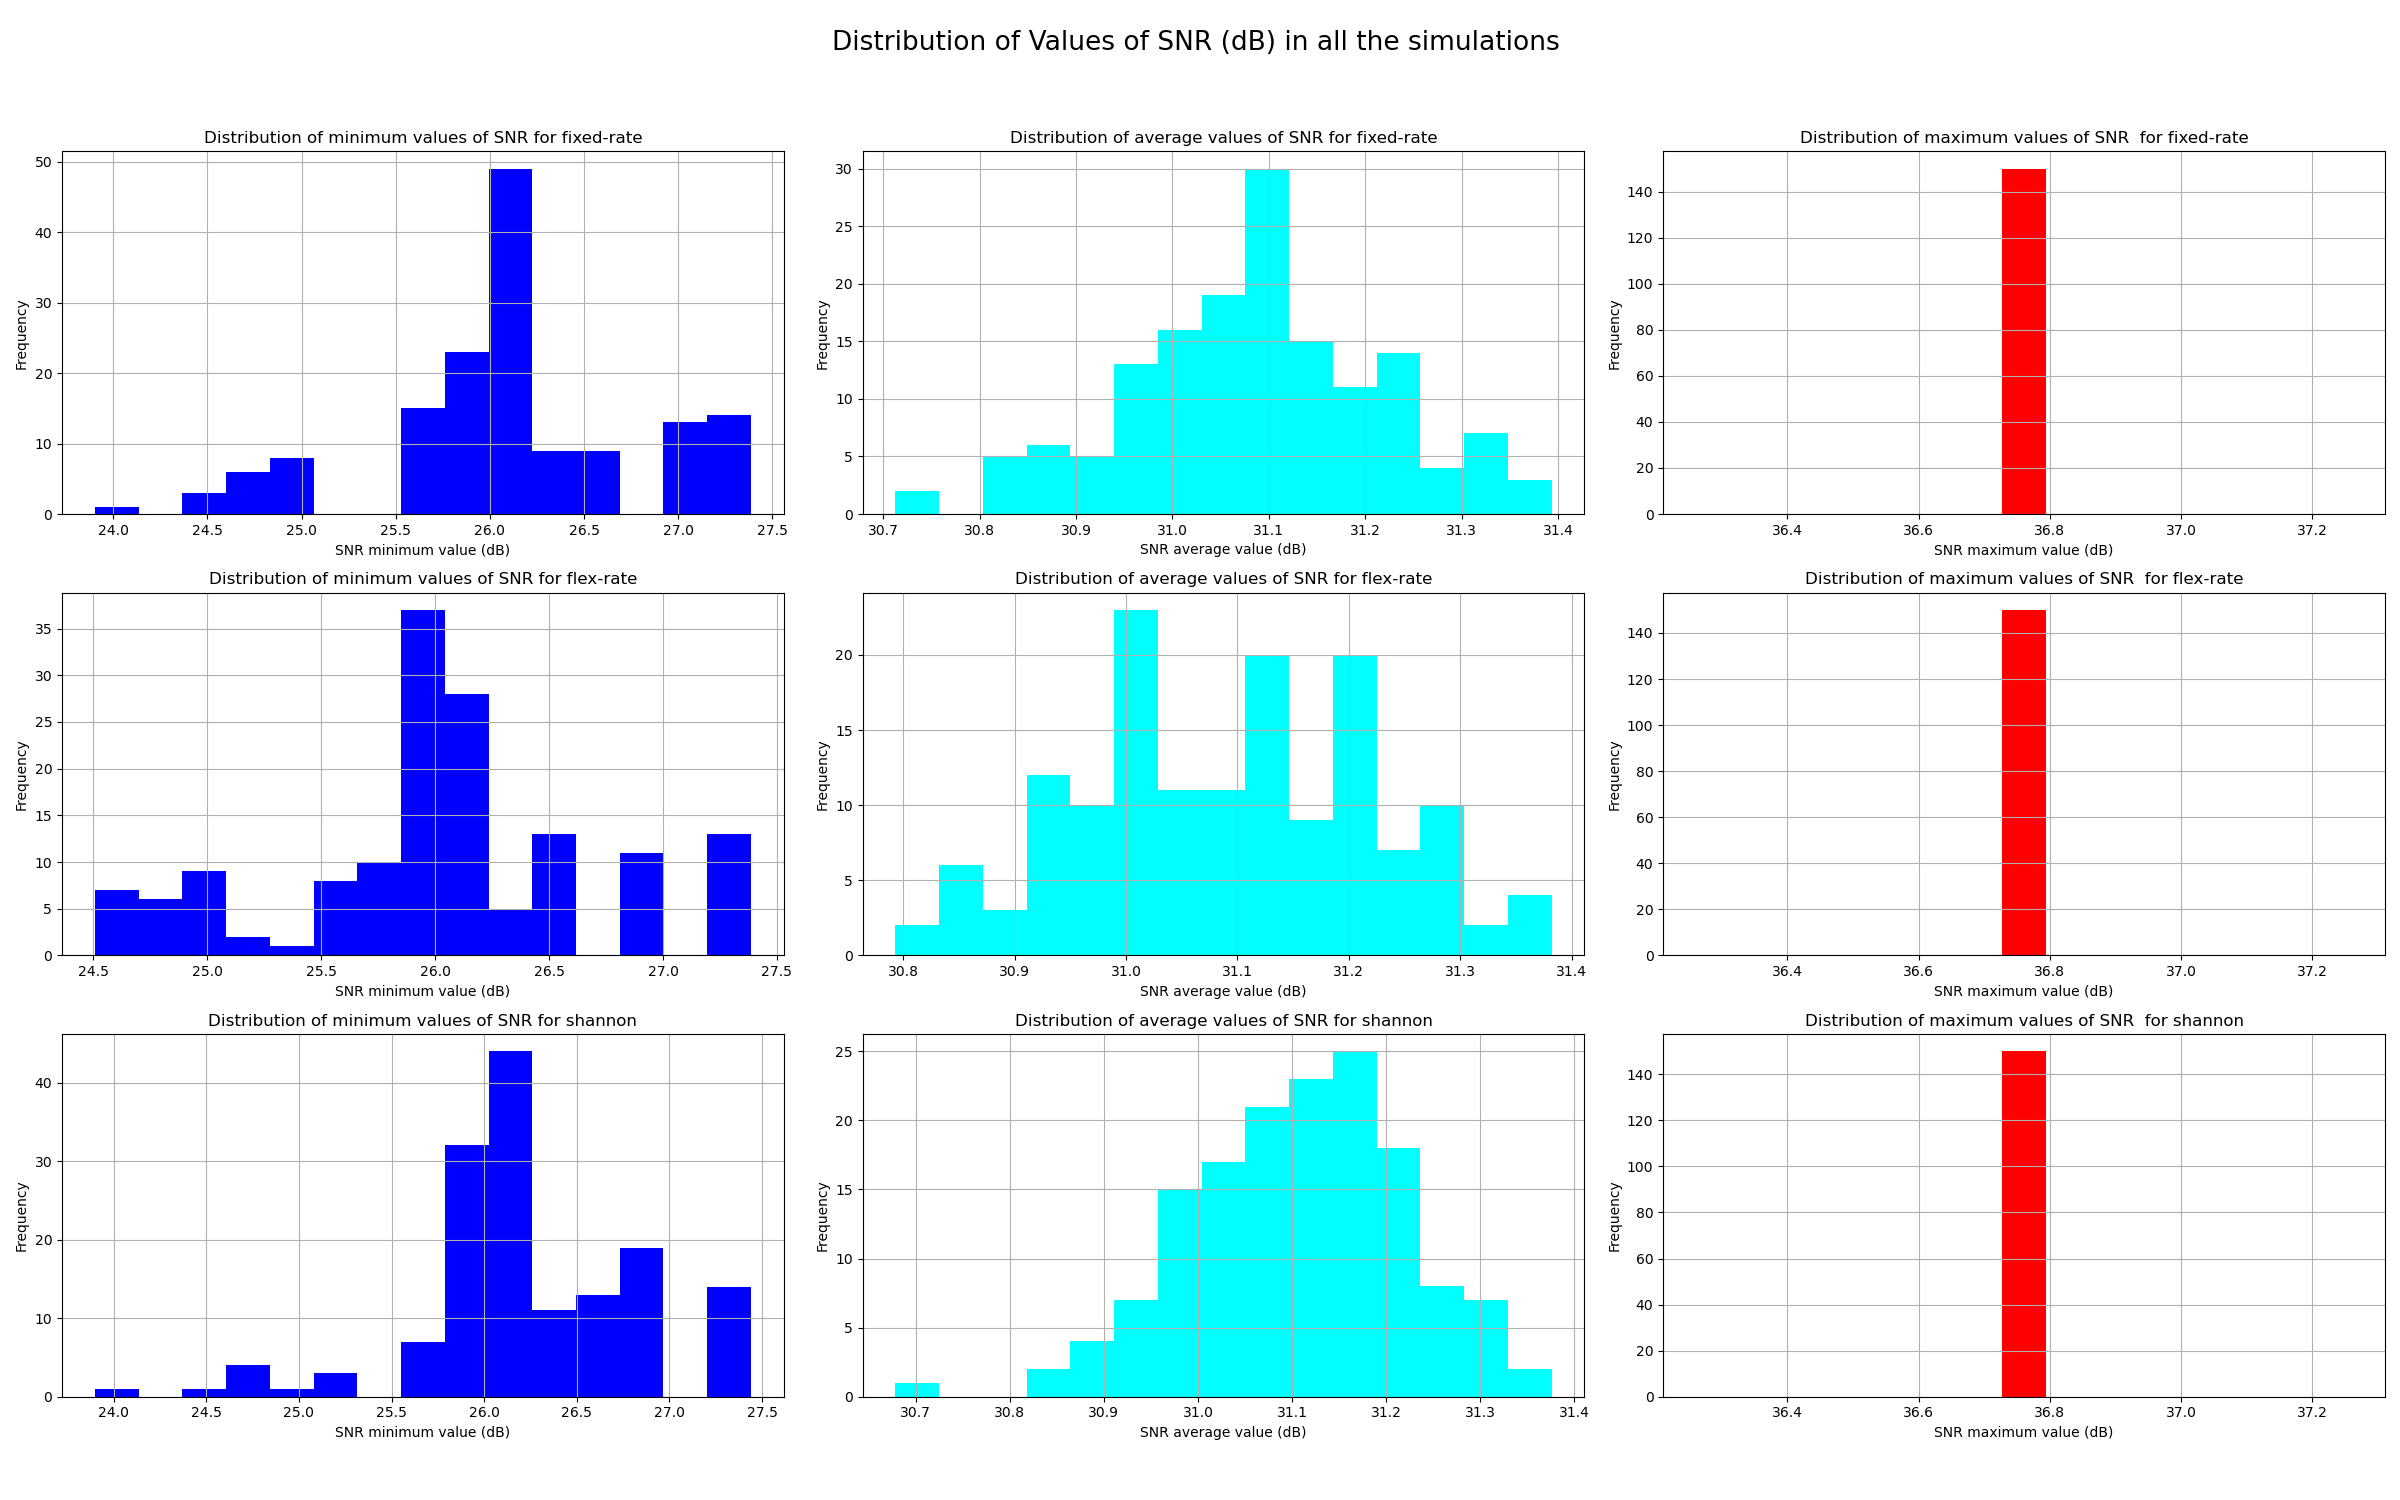 Distribution of Values of SNR (dB) in all the simulations
Distribution of minimum values of SNR for fixed-rate
50
40
30
20
10
0
Frequency
24.0 24.5 25.0 25.5 26.0 26.5 27.0 27.5
SNR minimum value (dB)
Distribution of average values of SNR for fixed-rate
30
25
20
15
10
5
0
Frequency
30.7 30.8 30.9 31.0 31.1 31.2 31.3 31.4
SNR average value (dB)
Distribution of maximum values of SNR  for fixed-rate
140
120
100
80
60
40
20
0
Frequency
36.4 36.6 36.8 37.0 37.2
SNR maximum value (dB)
Distribution of minimum values of SNR for flex-rate
35
30
25
20
15
10
5
0
Frequency
24.5 25.0 25.5 26.0 26.5 27.0 27.5
SNR minimum value (dB)
Distribution of average values of SNR for flex-rate
20
15
10
5
0
Frequency
30.8 30.9 31.0 31.1 31.2 31.3 31.4
SNR average value (dB)
Distribution of maximum values of SNR  for flex-rate
140
120
100
80
60
40
20
0
Frequency
36.4 36.6 36.8 37.0 37.2
SNR maximum value (dB)
Distribution of minimum values of SNR for shannon
40
30
20
10
0
Frequency
24.0 24.5 25.0 25.5 26.0 26.5 27.0 27.5
SNR minimum value (dB)
Distribution of average values of SNR for shannon
25
20
15
10
5
0
Frequency
30.7 30.8 30.9 31.0 31.1 31.2 31.3 31.4
SNR average value (dB)
Distribution of maximum values of SNR  for shannon
140
120
100
80
60
40
20
0
Frequency
36.4 36.6 36.8 37.0 37.2
SNR maximum value (dB)